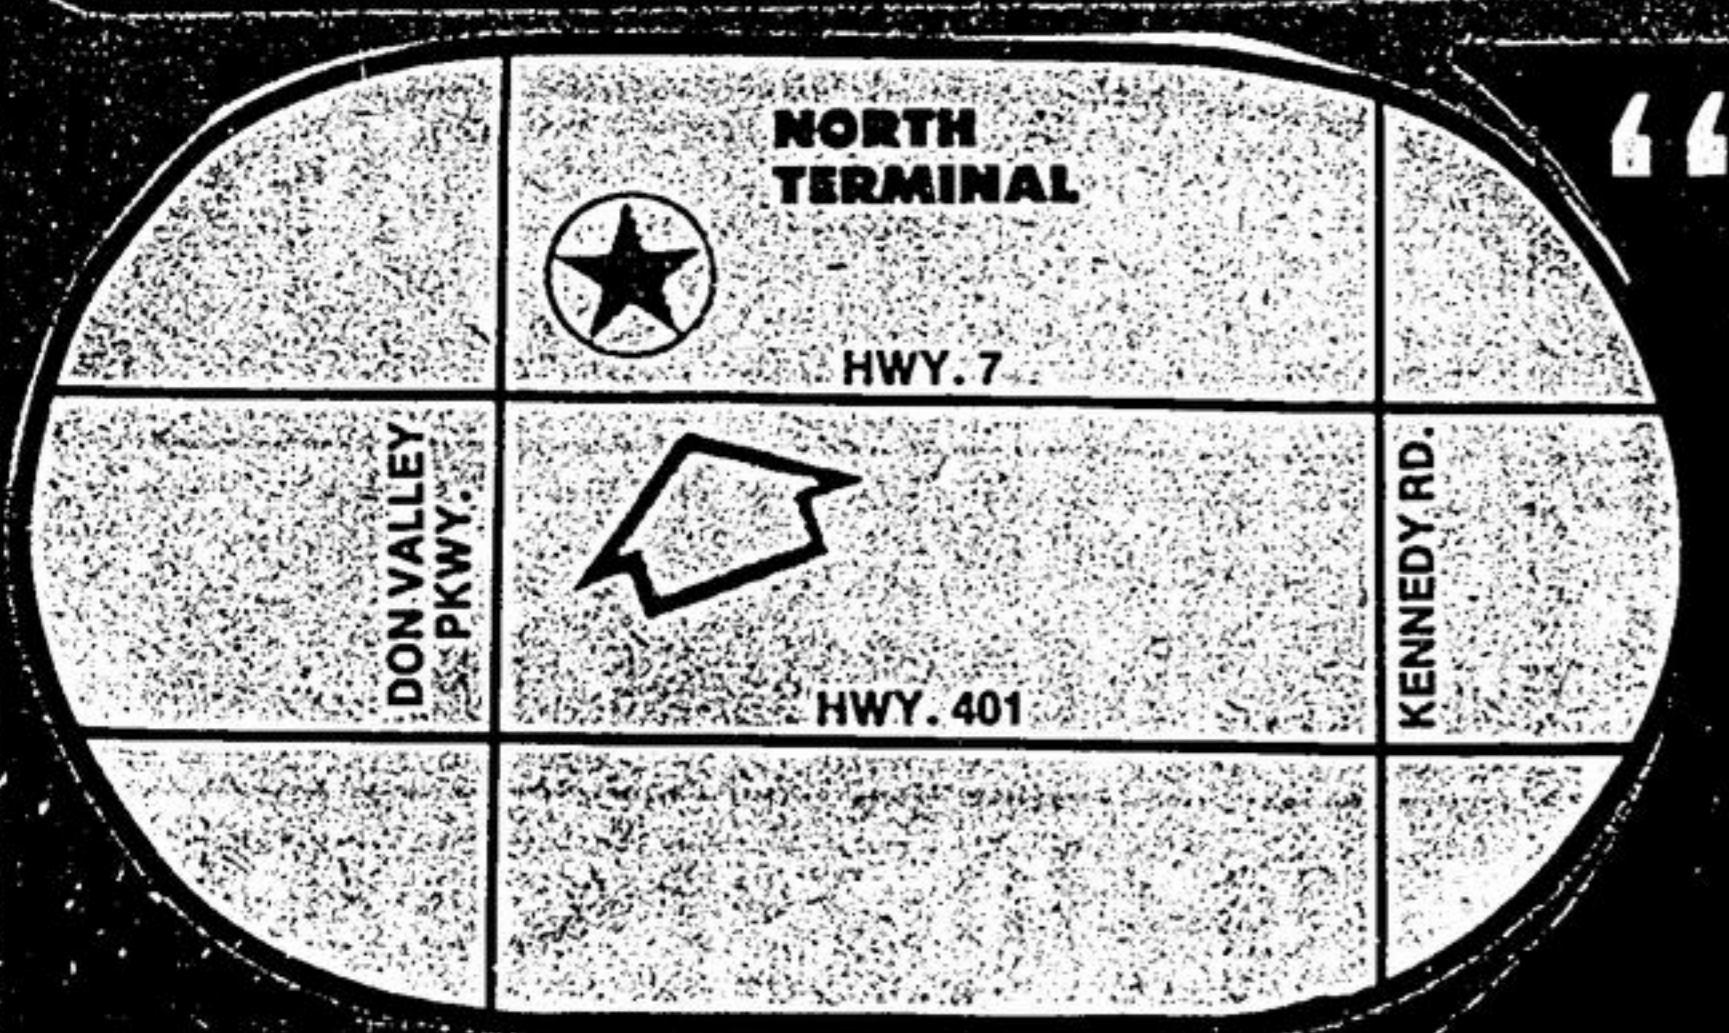 “
NORTH
TERMINAL
HWY. 7
DON VALLEY
PKWY.
KENNEDY RD.
HWY. 401